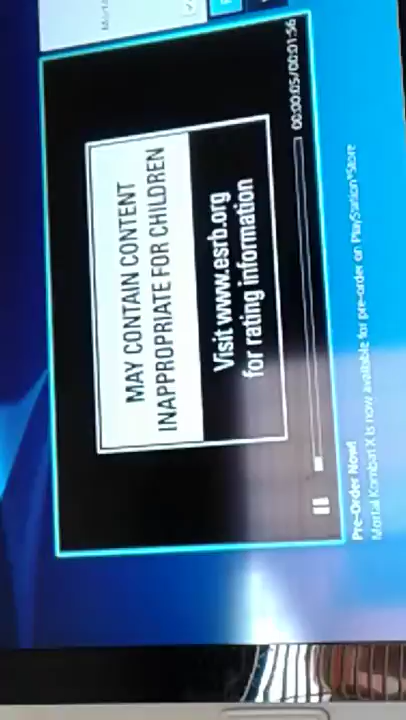 MAY CONTAIN CONTENT
INAPPROPRIATE FOR CHILDREN
Visit www.esrb.org
for rating information
00:00:05/00:01:56
Pre-Order Now!
Mortal Kombat X is now available for pre-order on PlayStation®Store